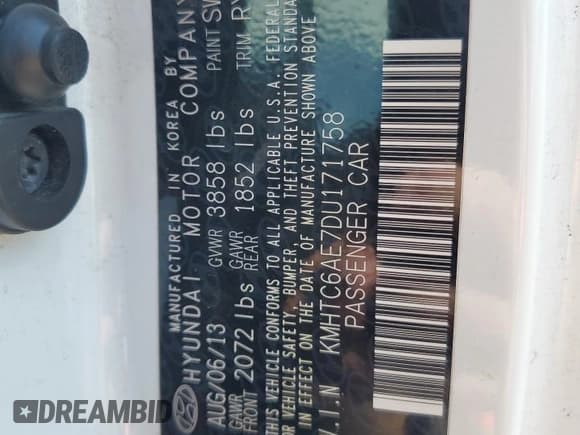 MANUFACTURED IN KOREA BY
HYUNDAI MOTOR COMPANY
AUG/06/13 GVWR 3858 lbs PAINT SW
GAWR FRONT 2072 lbs GAWR REAR 1852 lbs TRIM RY
THIS VEHICLE CONFORMS TO ALL APPLICABLE U.S.A. FEDERAL
VEHICLE SAFETY, BUMPER, AND THEFT PREVENTION STANDA
IN EFFECT ON THE DATE OF MANUFACTURE SHOWN ABOVE
V.I.N KMHTC6AE7DU171758
PASSENGER CAR
DREAMBID